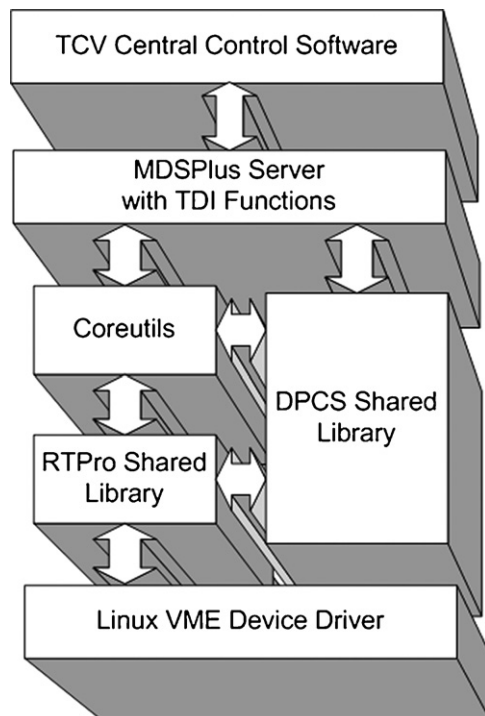 TCV Central Control Software
MDSPlus Server
with TDI Functions
Coreutils
DPCS Shared
Library
RTPro Shared
Library
Linux VME Device Driver